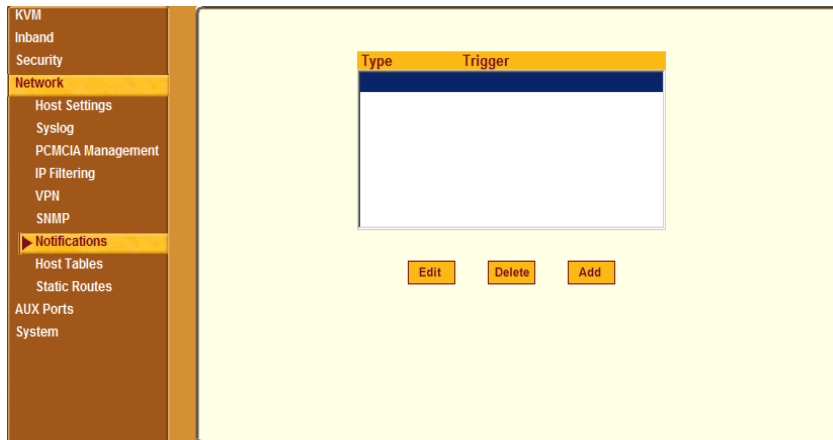 KVM
Inband
Security
Network
Host Settings
Syslog
PCMCIA Management
IP Filtering
VPN
SNMP
Notifications
Host Tables
Static Routes
AUX Ports
System
Type Trigger
Edit Delete Add